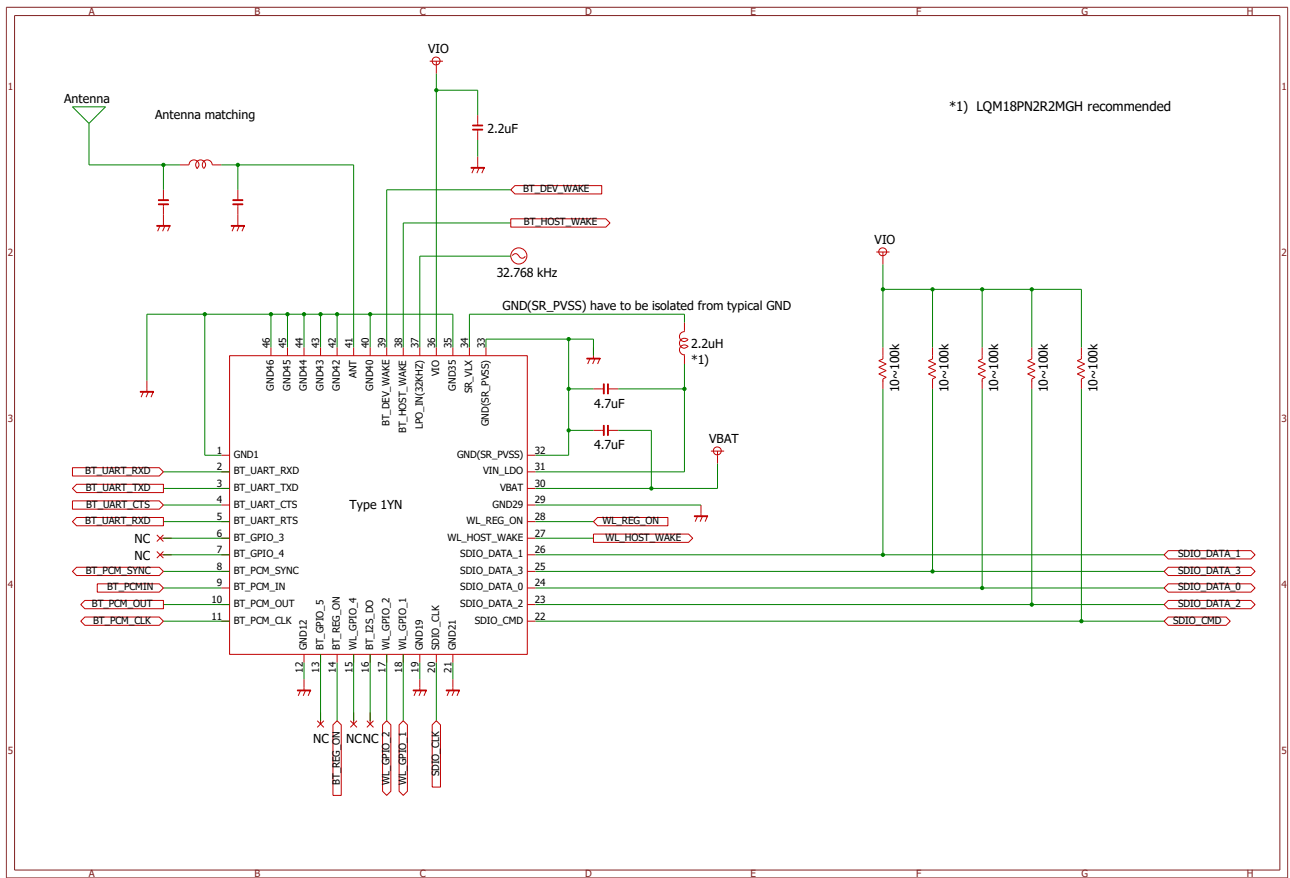 A B C D E F G H
1 1
VIO
Antenna
Antenna matching
*1) LQM18PN2R2MGH recommended
2.2uF
BT_DEV_WAKE
BT_HOST_WAKE
2 2
VIO
32.768 kHz
GND(SR_PVSS) have to be isolated from typical GND
2.2uH
*1)
10~100k
10~100k
10~100k
10~100k
10~100k
46
45
44
43
42
41
40
39
38
37
36
35
34
33
GND46
GND45
GND44
GND43
GND42
ANT
GND40
BT_DEV_WAKE
BT_HOST_WAKE
LPO_IN(32KHZ)
VIO
GND35
SR_VLX
GND(SR_PVSS)
4.7uF
3 3
4.7uF
VBAT
1 GND1
BT_UART_RXD 2 BT_UART_RXD
BT_UART_TXD 3 BT_UART_TXD
BT_UART_CTS 4 BT_UART_CTS
BT_UART_RXD 5 BT_UART_RTS
NC 6 BT_GPIO_3
NC 7 BT_GPIO_4
BT_PCM_SYNC 8 BT_PCM_SYNC
BT_PCMIN 9 BT_PCM_IN
BT_PCM_OUT 10 BT_PCM_OUT
BT_PCM_CLK 11 BT_PCM_CLK
Type 1YN
GND(SR_PVSS) 32
VIN_LDO 31
VBAT 30
GND29 29
WL_REG_ON 28 WL_REG_ON
WL_HOST_WAKE 27 WL_HOST_WAKE
SDIO_DATA_1 26 SDIO_DATA_1
SDIO_DATA_3 25 SDIO_DATA_3
SDIO_DATA_0 24 SDIO_DATA_0
SDIO_DATA_2 23 SDIO_DATA_2
SDIO_CMD 22 SDIO_CMD
4 4
GND12
BT_GPIO_5
BT_REG_ON
WL_GPIO_4
BT_I2S_DO
WL_GPIO_2
WL_GPIO_1
GND19
SDIO_CLK
GND21
12
13
14
15
16
17
18
19
20
21
NC
BT_REG_ON
NC
NC
WL_GPIO_2
WL_GPIO_1
SDIO_CLK
5 5
A B C D E F G H